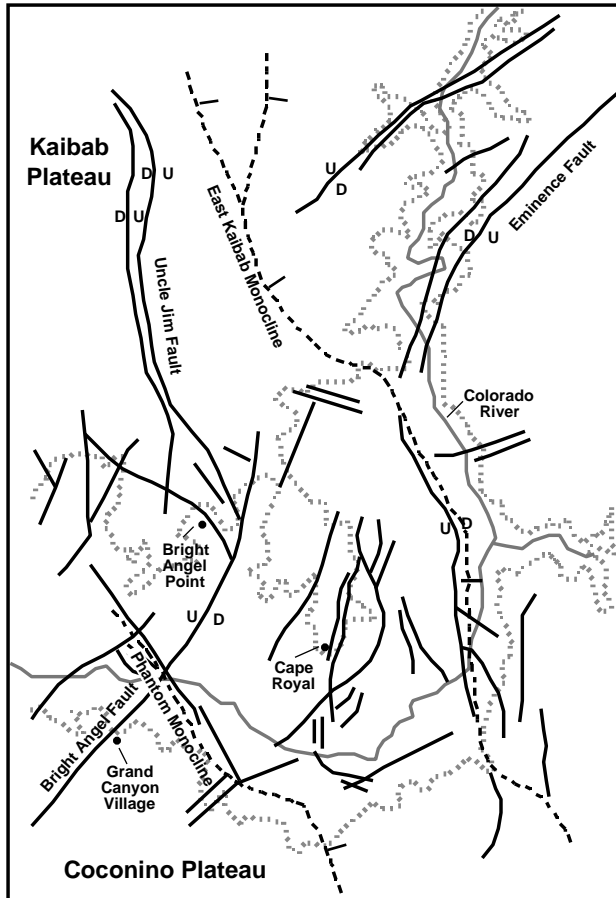 Kaibab
Plateau
U
D
D U
D U
East Kaibab Monocline
Uncle Jim Fault
Eminence Fault
D U
Colorado
River
Bright
Angel
Point
U D
U D
Cape
Royal
Phantom Monocline
Bright Angel Fault
Grand
Canyon
Village
Coconino Plateau